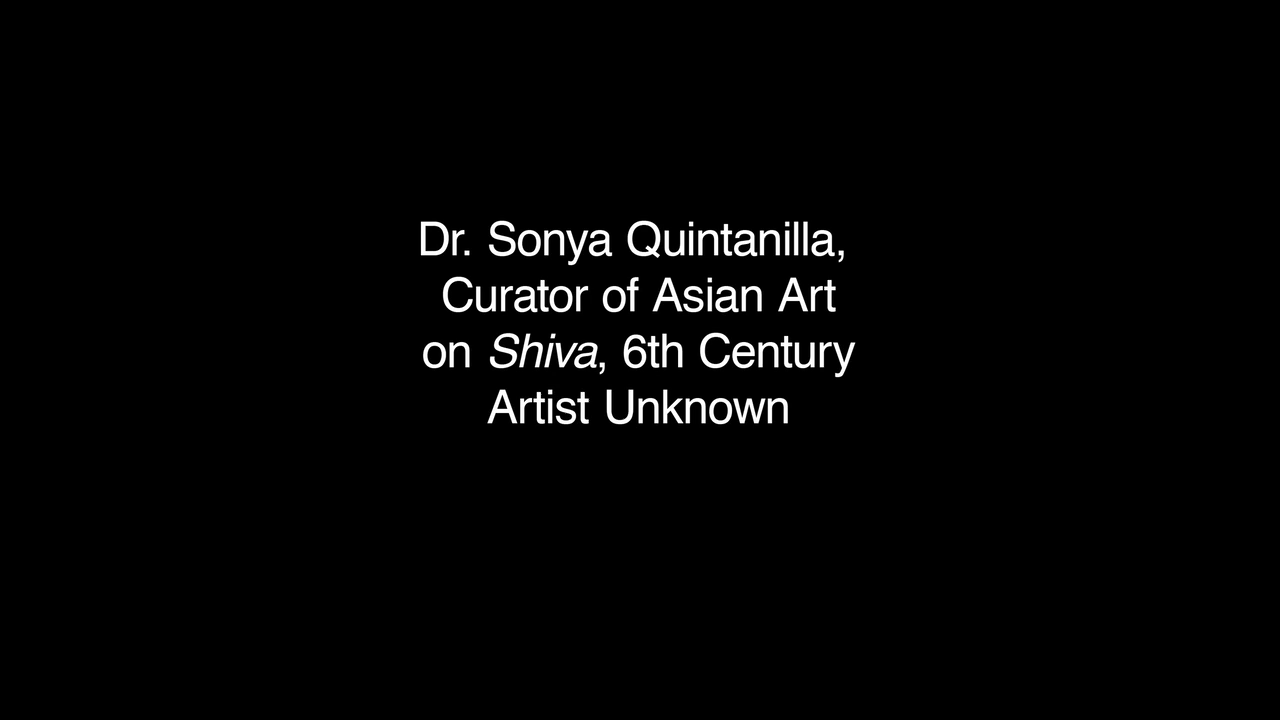 Dr. Sonya Quintanilla,
Curator of Asian Art
on Shiva, 6th Century
Artist Unknown